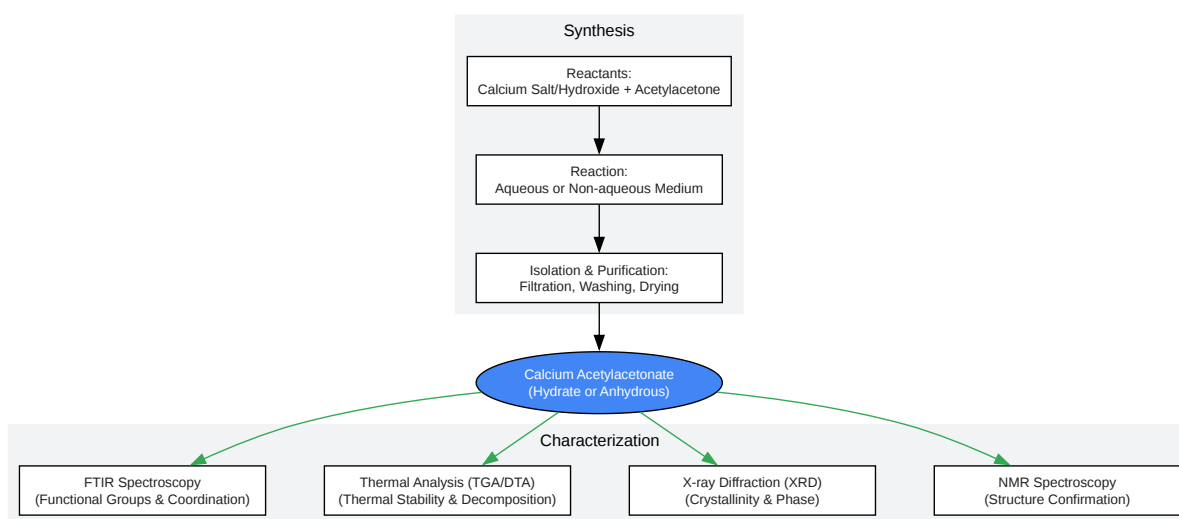 Synthesis
Reactants:
Calcium Salt/Hydroxide + Acetylacetone
Reaction:
Aqueous or Non-aqueous Medium
Isolation & Purification:
Filtration, Washing, Drying
Calcium Acetylacetonate
(Hydrate or Anhydrous)
Characterization
FTIR Spectroscopy
(Functional Groups & Coordination)
Thermal Analysis (TGA/DTA)
(Thermal Stability & Decomposition)
X-ray Diffraction (XRD)
(Crystallinity & Phase)
NMR Spectroscopy
(Structure Confirmation)